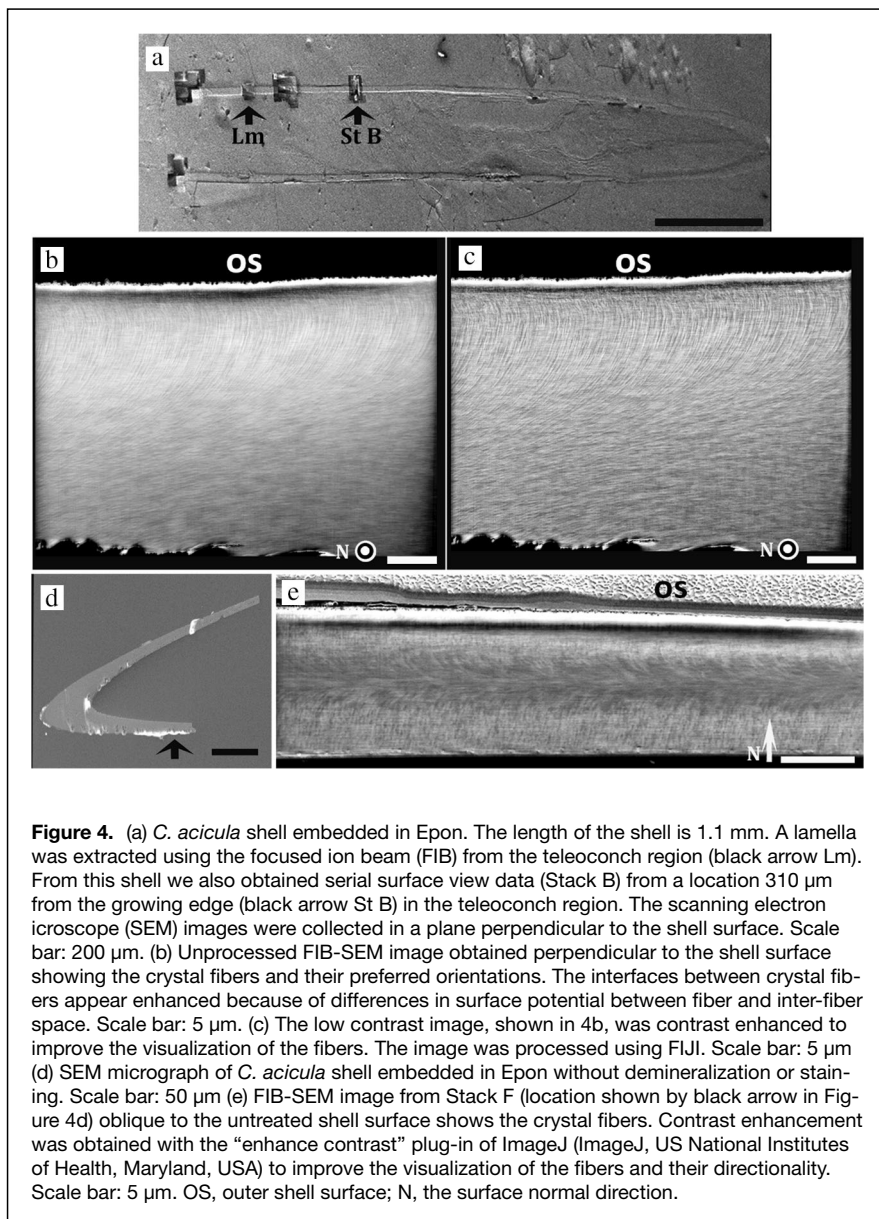 a
Lm
St B
b
OS
N
c
OS
N
d
e
OS
N
Figure 4. (a) C. acicula shell embedded in Epon. The length of the shell is 1.1 mm. A lamella
was extracted using the focused ion beam (FIB) from the teleoconch region (black arrow Lm).
From this shell we also obtained serial surface view data (Stack B) from a location 310 µm
from the growing edge (black arrow St B) in the teleoconch region. The scanning electron
icroscope (SEM) images were collected in a plane perpendicular to the shell surface. Scale
bar: 200 µm. (b) Unprocessed FIB-SEM image obtained perpendicular to the shell surface
showing the crystal fibers and their preferred orientations. The interfaces between crystal fib-
ers appear enhanced because of differences in surface potential between fiber and inter-fiber
space. Scale bar: 5 µm. (c) The low contrast image, shown in 4b, was contrast enhanced to
improve the visualization of the fibers. The image was processed using FIJI. Scale bar: 5 µm
(d) SEM micrograph of C. acicula shell embedded in Epon without demineralization or stain-
ing. Scale bar: 50 µm (e) FIB-SEM image from Stack F (location shown by black arrow in Fig-
ure 4d) oblique to the untreated shell surface shows the crystal fibers. Contrast enhancement
was obtained with the “enhance contrast” plug-in of ImageJ (ImageJ, US National Institutes
of Health, Maryland, USA) to improve the visualization of the fibers and their directionality.
Scale bar: 5 µm. OS, outer shell surface; N, the surface normal direction.